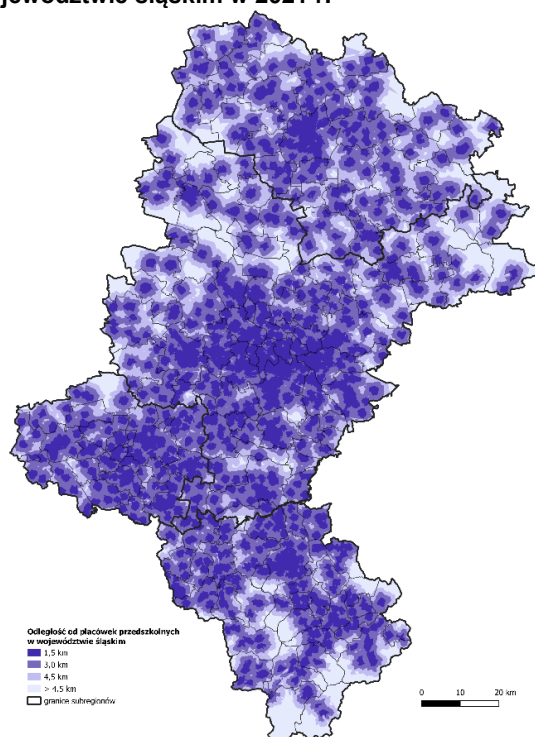 województwie śląskim w 2021 r.
Odległość od placówek przedszkolnych
w województwie śląskim
1,5 km
3,0 km
4,5 km
> 4,5 km
granice subregionów
0 10 20 km